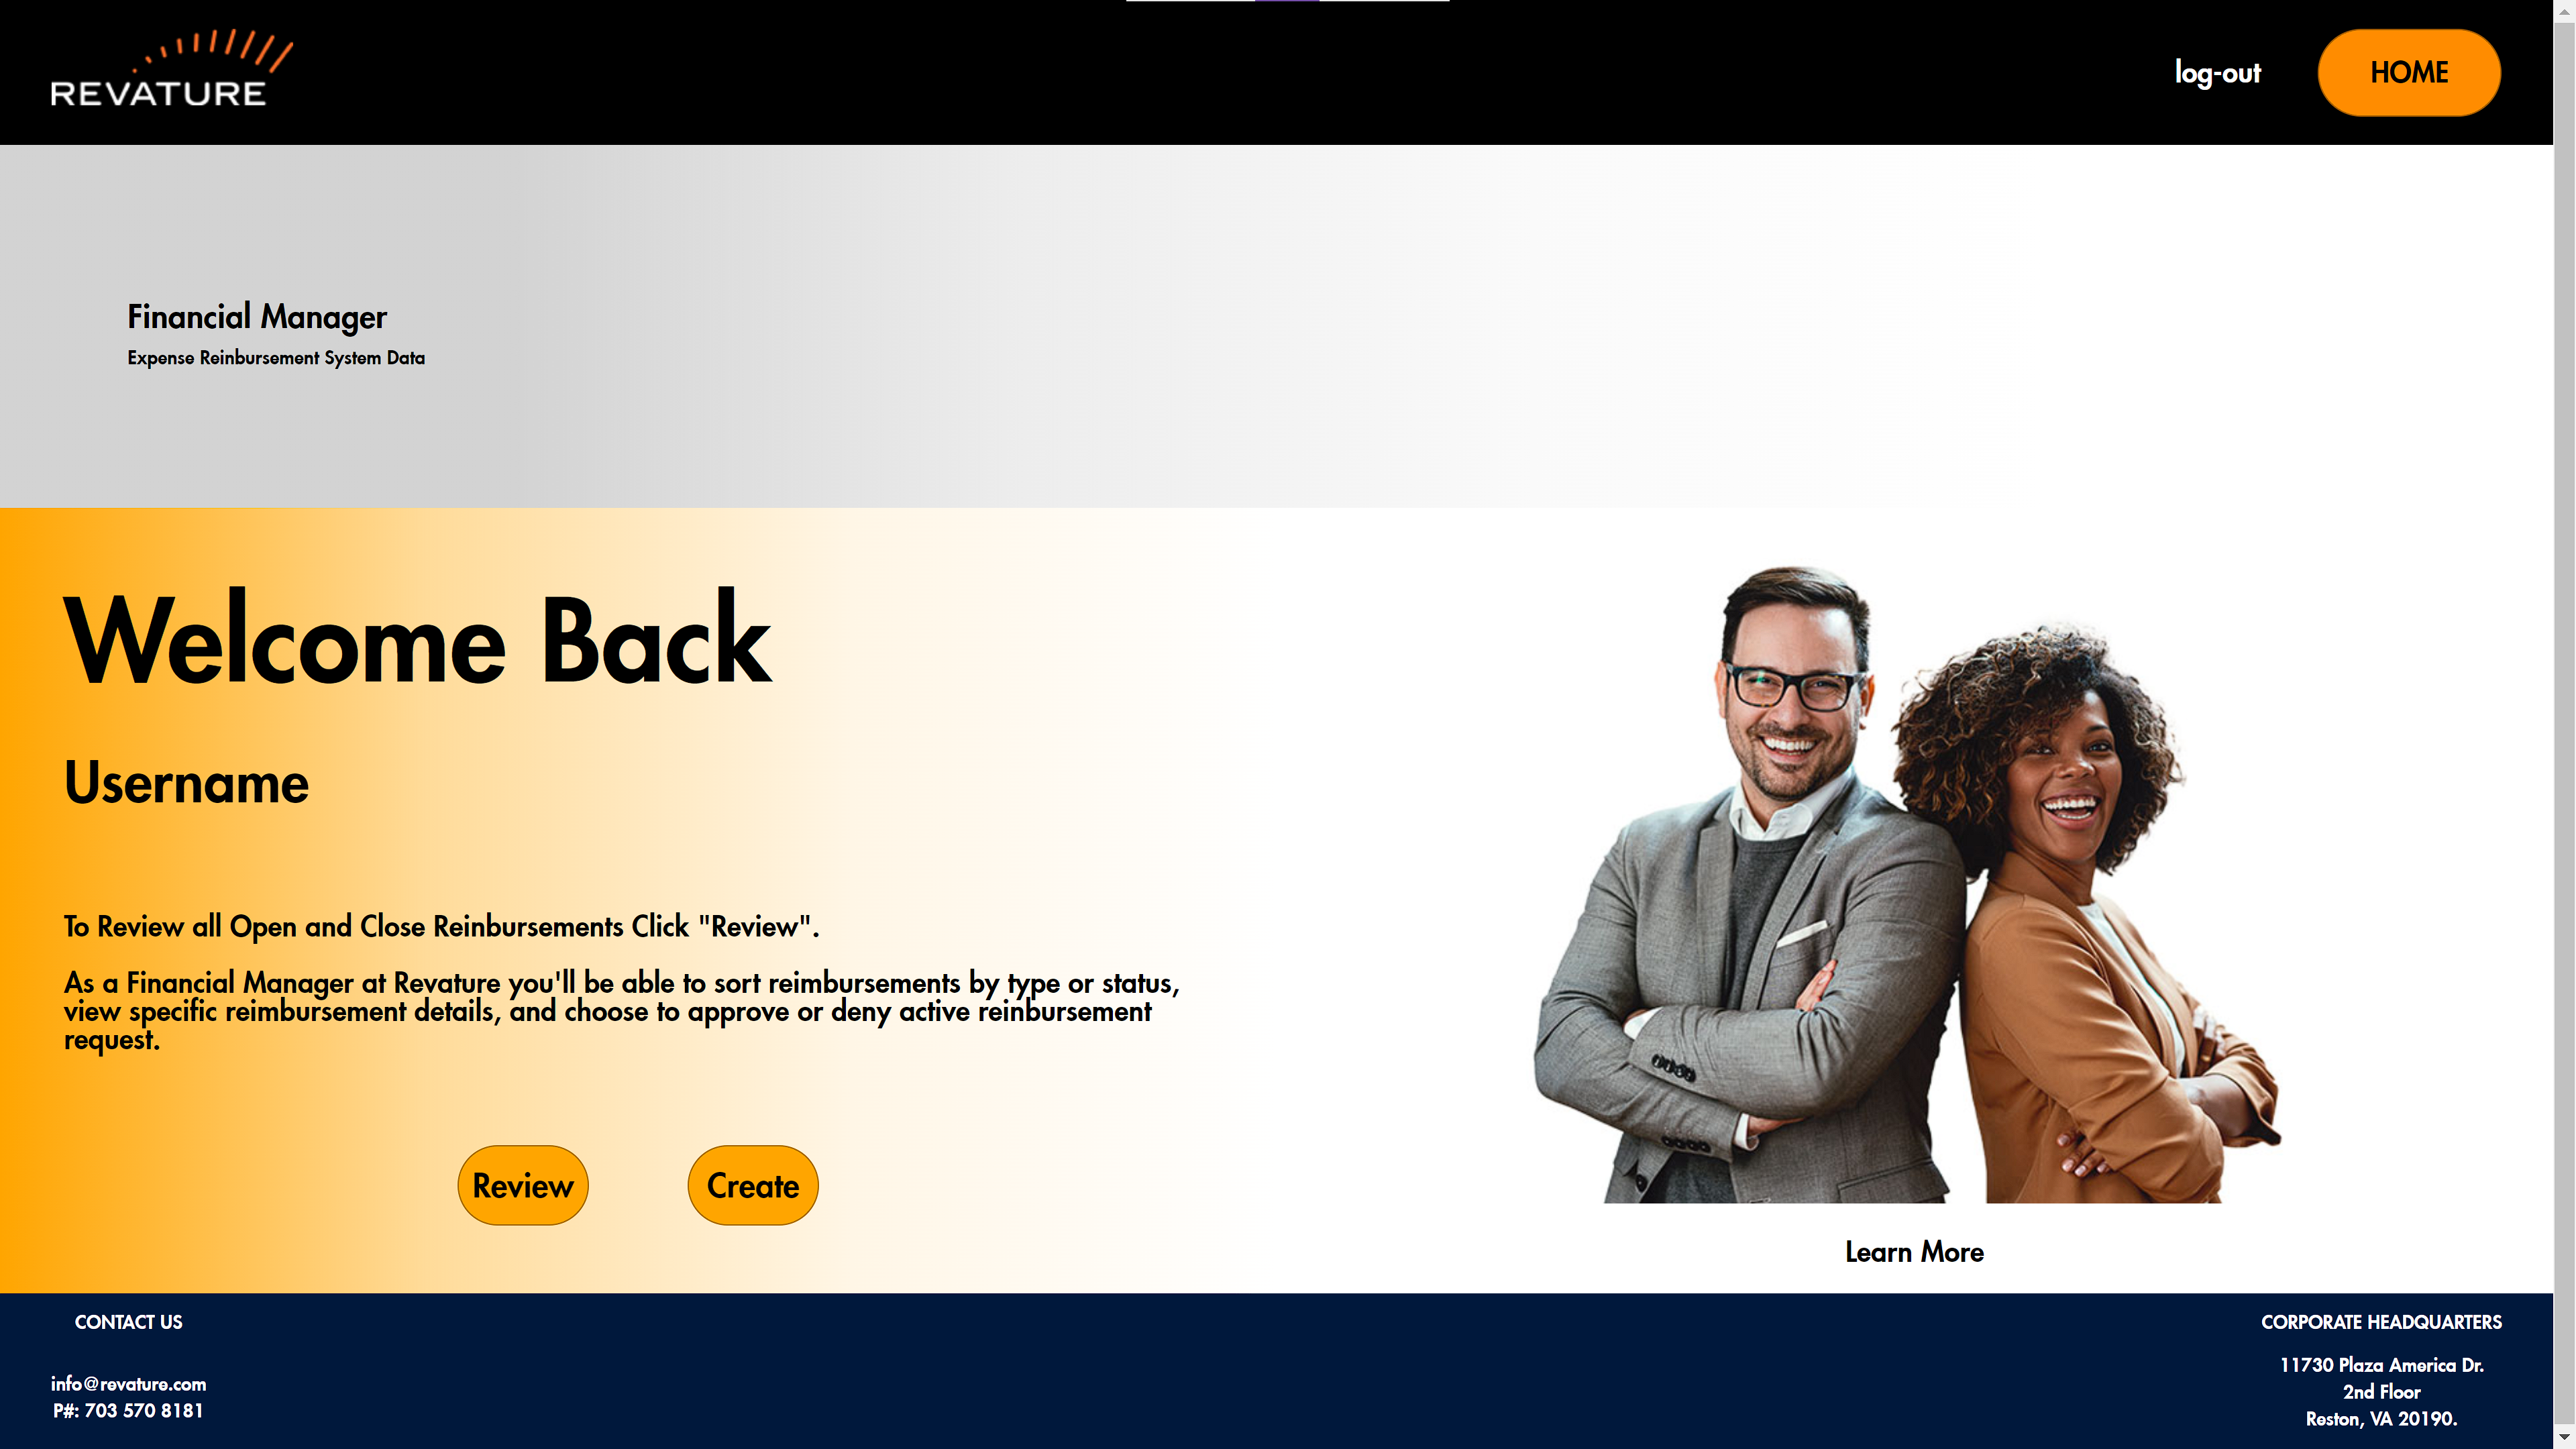 REVATURE
log-out
HOME
Financial Manager
Expense Reinbursement System Data
Welcome Back
Username
To Review all Open and Close Reinbursements Click "Review".
As a Financial Manager at Revature you'll be able to sort reimbursements by type or status,
view specific reimbursement details, and choose to approve or deny active reinbursement
request.
Review
Create
Learn More
CONTACT US
info@revature.com
P#: 703 570 8181
CORPORATE HEADQUARTERS
11730 Plaza America Dr.
2nd Floor
Reston, VA 20190.